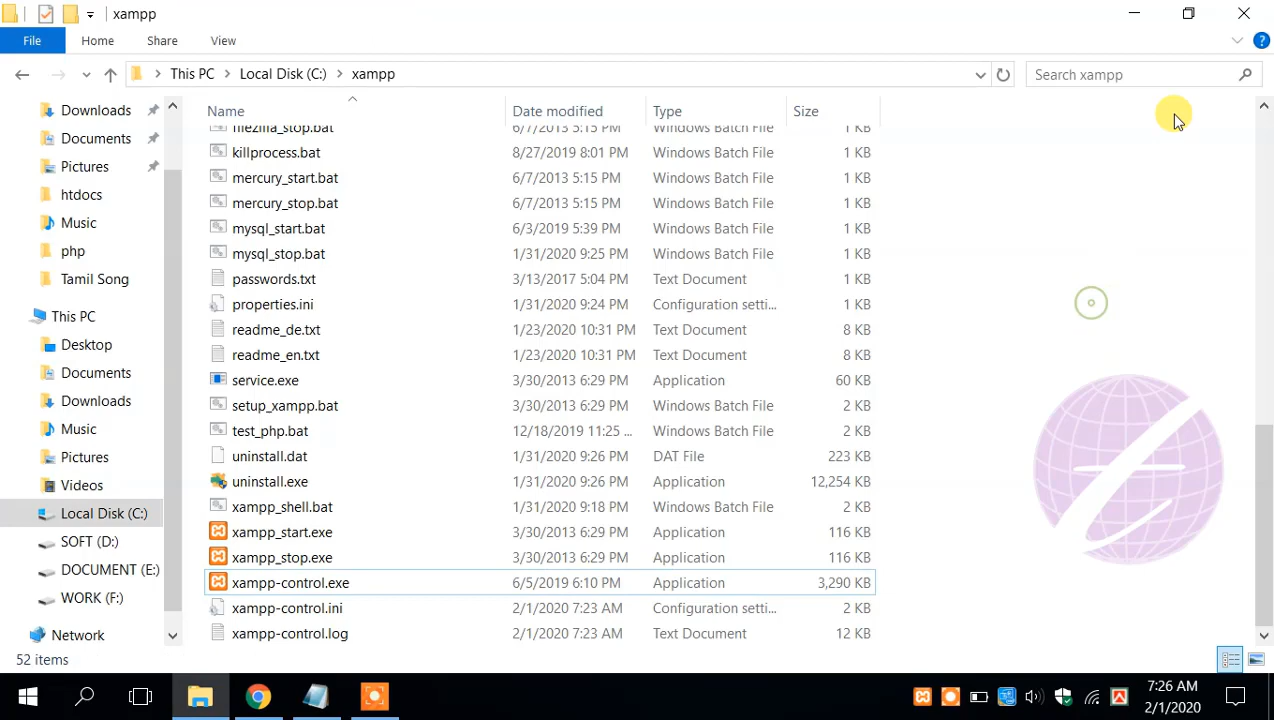 xampp
File Home Share View
This PC Local Disk (C:) xampp
Search xampp
Name Date modified Type Size
Downloads
Documents
Pictures
htdocs
Music
php
Tamil Song
This PC
Desktop
Documents
Downloads
Music
Pictures
Videos
Local Disk (C:)
SOFT (D:)
DOCUMENT (E:)
WORK (F:)
Network
filezilla_stop.bat 6/7/2013 5:15 PM Windows Batch File 1 KB
killprocess.bat 8/27/2019 8:01 PM Windows Batch File 1 KB
mercury_start.bat 6/7/2013 5:15 PM Windows Batch File 1 KB
mercury_stop.bat 6/7/2013 5:15 PM Windows Batch File 1 KB
mysql_start.bat 6/3/2019 5:39 PM Windows Batch File 1 KB
mysql_stop.bat 1/31/2020 9:25 PM Windows Batch File 1 KB
passwords.txt 3/13/2017 5:04 PM Text Document 1 KB
properties.ini 1/31/2020 9:24 PM Configuration setti... 1 KB
readme_de.txt 1/23/2020 10:31 PM Text Document 8 KB
readme_en.txt 1/23/2020 10:31 PM Text Document 8 KB
service.exe 3/30/2013 6:29 PM Application 60 KB
setup_xampp.bat 3/30/2013 6:29 PM Windows Batch File 2 KB
test_php.bat 12/18/2019 11:25 ... Windows Batch File 2 KB
uninstall.dat 1/31/2020 9:26 PM DAT File 223 KB
uninstall.exe 1/31/2020 9:26 PM Application 12,254 KB
xampp_shell.bat 1/31/2020 9:18 PM Windows Batch File 2 KB
xampp_start.exe 3/30/2013 6:29 PM Application 116 KB
xampp_stop.exe 3/30/2013 6:29 PM Application 116 KB
xampp-control.exe 6/5/2019 6:10 PM Application 3,290 KB
xampp-control.ini 2/1/2020 7:23 AM Configuration setti... 2 KB
xampp-control.log 2/1/2020 7:23 AM Text Document 12 KB
52 items
7:26 AM
2/1/2020